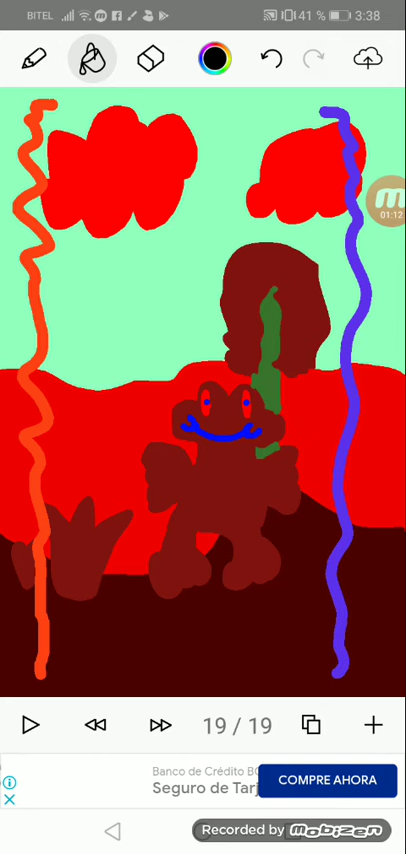 BITEL 41 % 3:38
01:12
19 / 19
Banco de Crédito BC
Seguro de Tarj
COMPRE AHORA
Recorded by mobizen